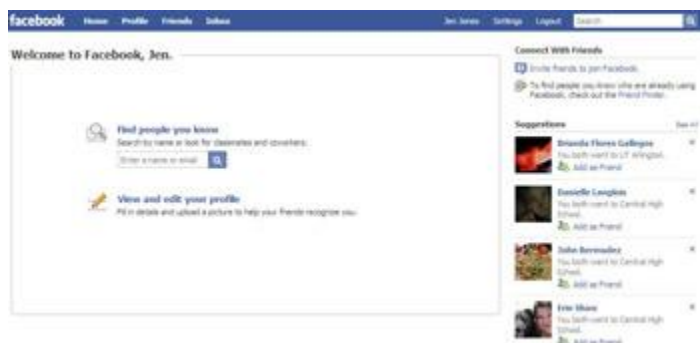 facebook Home Profile Friends Inbox Jen Jones Settings Logout Search
Welcome to Facebook, Jen.
Find people you know
Search by name or look for classmates and coworkers.
Enter a name or email
View and edit your profile
Fill in details and upload a picture to help your friends recognize you.
Connect With Friends
Invite friends to join Facebook.
To find people you know who are already using
Facebook, check out the Friend Finder.
Suggestions See All
Brianda Flores Gallegos
You both went to UT Arlington.
Add as Friend
Danielle Langlois
You both went to Central High
School.
Add as Friend
John Bermudez
You both went to Central High
School.
Add as Friend
Erin Shaw
You both went to Central High
School.
Add as Friend